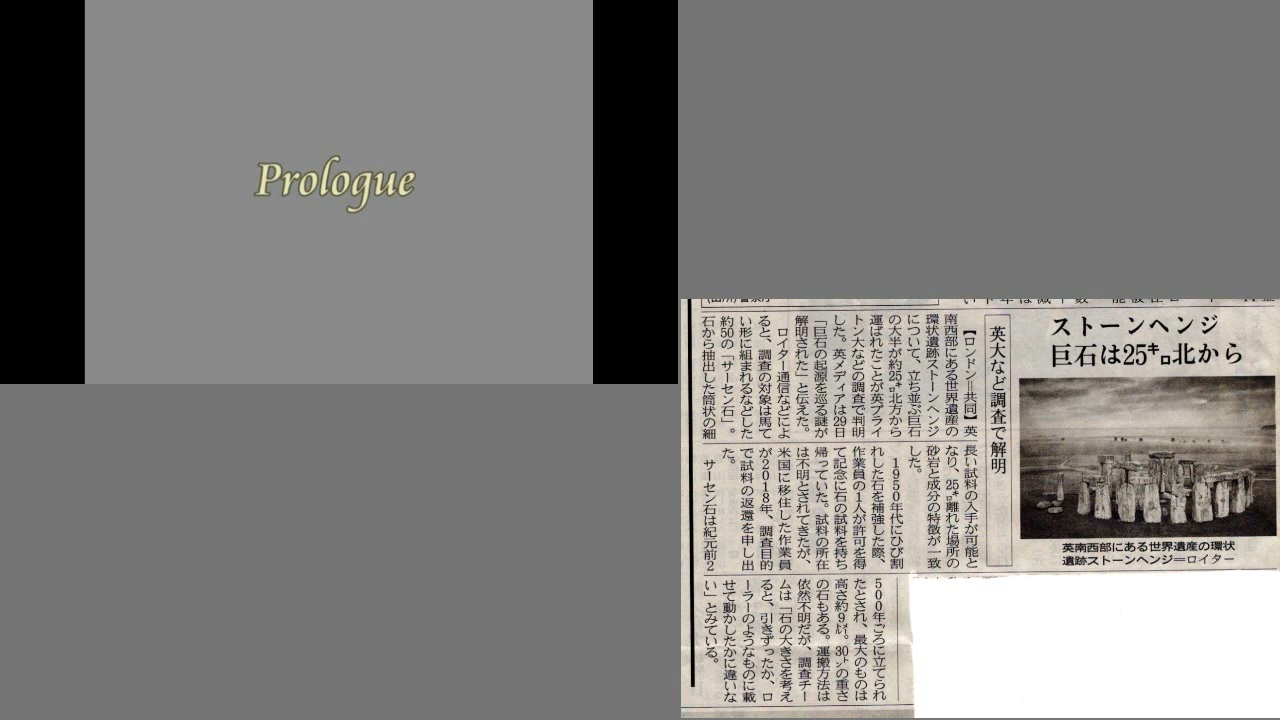 Prologue
ストーンヘンジ
巨石は25㌔北から
英大など調査で解明
英南西部にある世界遺産の環状
遺跡ストーンヘンジ＝ロイター
【ロンドン＝共同】英
南西部にある世界遺産の
環状遺跡ストーンヘンジ
について、立ち並ぶ巨石
の大半が約25㌔北方から
運ばれたことが英ブライ
トン大などの調査で判明
した。英メディアは29日
「巨石の起源を巡る謎が
解明された」と伝えた。
ロイター通信などによ
ると、調査の対象は馬て
い形に組まれるなどした
約50の「サーセン石」。
石から抽出した筒状の細
長い試料の入手が可能と
なり、25㌔離れた場所の
砂岩と成分の特徴が一致
した。
1950年代にひび割
れした石を補強した際、
作業員の1人が許可を得
て記念に石の試料を持ち
帰っていた。試料の所在
は不明とされてきたが、
米国に移住した作業員
が2018年、調査目的
で試料の返還を申し出
た。
サーセン石は紀元前2
500年ごろに立てられ
たとされ、最大のものは
高さ約9㍍。30㌧の重さ
の石もある。運搬方法は
依然不明だが、調査チー
ムは「石の大きさを考え
ると、引きずったか、ロ
ーラーのようなものに載
せて動かしたかに違いな
い」とみている。